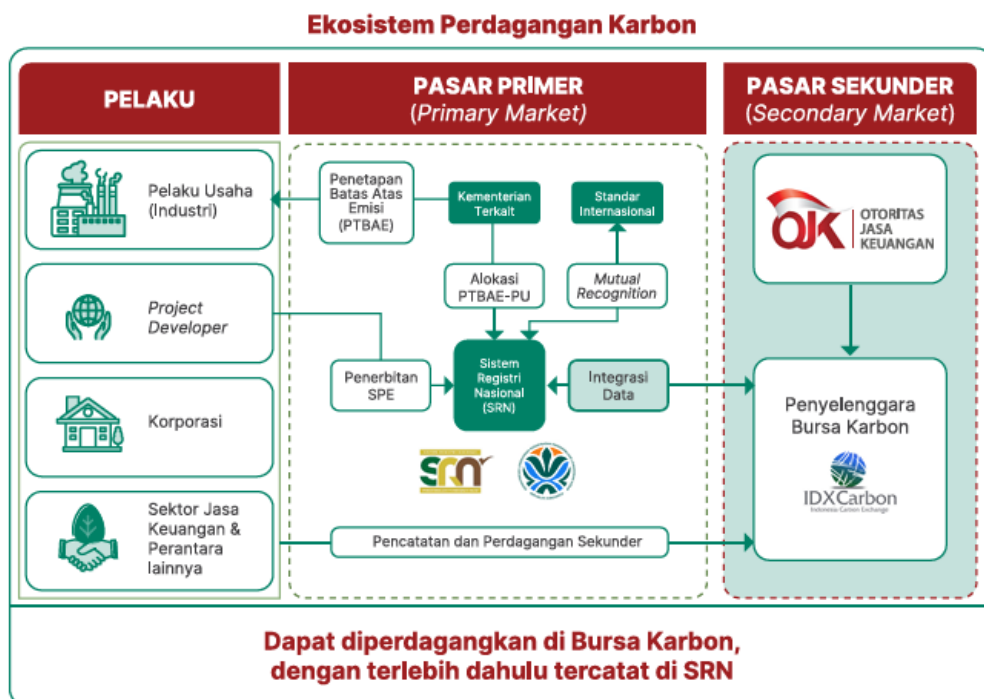 Ekosistem Perdagangan Karbon
PELAKU
Pelaku Usaha
(Industri)
Project
Developer
Korporasi
Sektor Jasa
Keuangan &
Perantara
lainnya
PASAR PRIMER
(Primary Market)
Penetapan
Batas Atas
Emisi
(PTBAE)
Kementerian
Terkait
Standar
Internasional
Alokasi
PTBAE-PU
Mutual
Recognition
Penerbitan
SPE
Sistem
Registri
Nasional
(SRN)
Integrasi
Data
SRN
Pencatatan dan Perdagangan Sekunder
PASAR SEKUNDER
(Secondary Market)
OJK
OTORITAS
JASA
KEUANGAN
Penyelenggara
Bursa Karbon
IDXCarbon
Indonesia Carbon Exchange
Dapat diperdagangkan di Bursa Karbon,
dengan terlebih dahulu tercatat di SRN